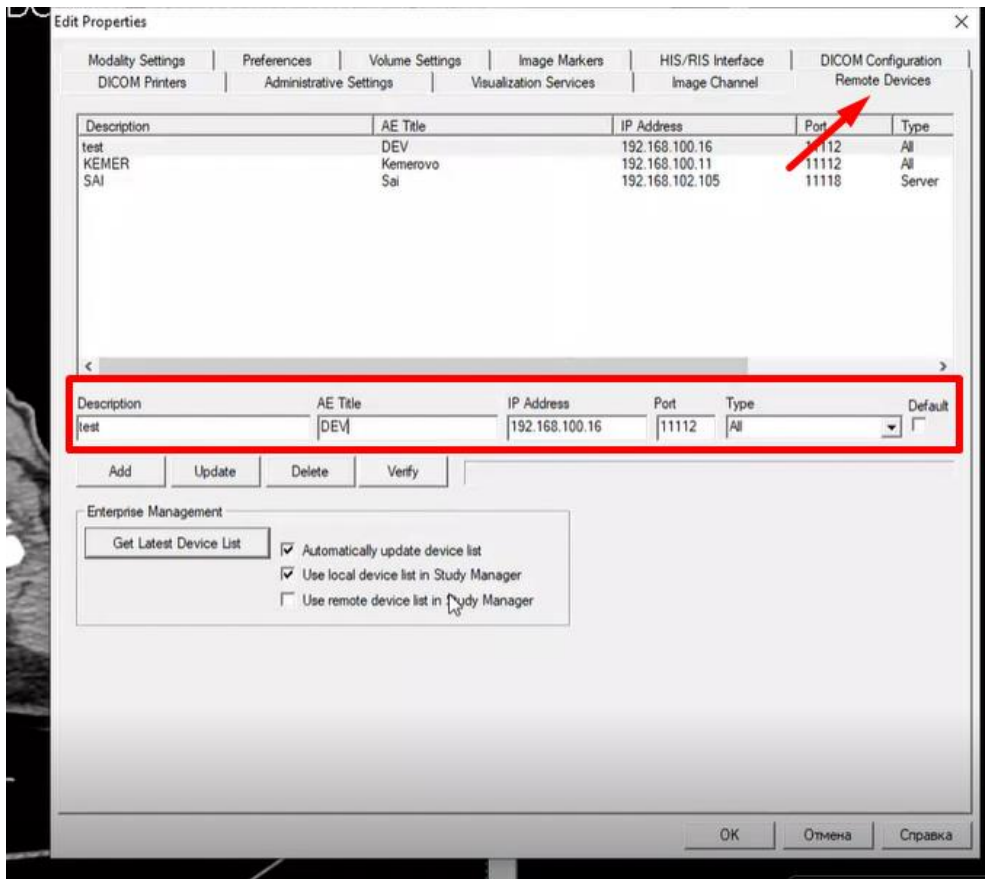 Edit Properties
Modality Settings Preferences Volume Settings Image Markers HIS/RIS Interface DICOM Configuration
DICOM Printers Administrative Settings Visualization Services Image Channel Remote Devices
Description AE Title IP Address Port Type
test DEV 192.168.100.16 11112 All
KEMER Kemerovo 192.168.100.11 11112 All
SAI Sai 192.168.102.105 11118 Server
Description AE Title IP Address Port Type Default
test DEV 192.168.100.16 11112 All
Add Update Delete Verify
Enterprise Management
Get Latest Device List
Automatically update device list
Use local device list in Study Manager
Use remote device list in Study Manager
OK Отмена Справка